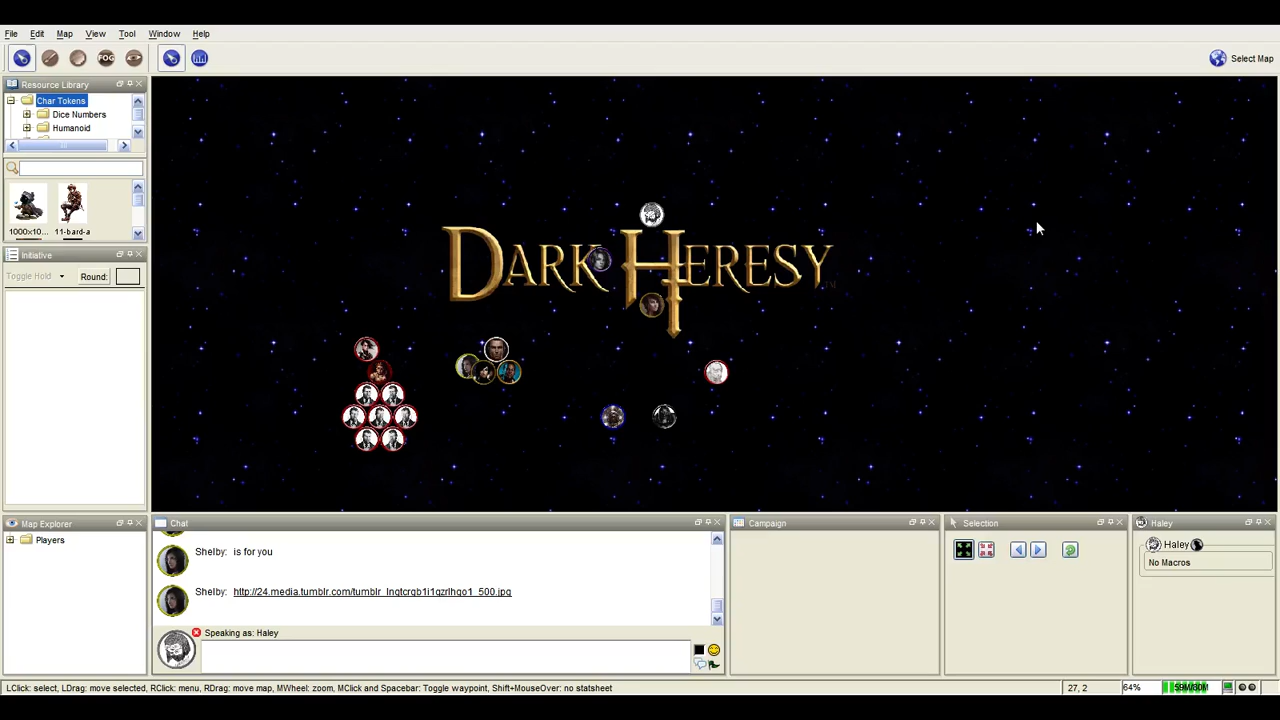 File Edit Map View Tool Window Help
FOG
Select Map
Resource Library
Char Tokens
Dice Numbers
Humanoid
1000x10... 11-bard-a
Initiative
Toggle Hold Round:
DARK HERESY
Map Explorer
Players
Chat
Shelby: is for you
Shelby: http://24.media.tumblr.com/tumblr_lnqtcrgb1i1qzrlhgo1_500.jpg
Speaking as: Haley
Campaign
Selection
Haley
Haley
No Macros
LClick: select, LDrag: move selected, RClick: menu, RDrag: move map, MWheel: zoom, MClick and Spacebar: Toggle waypoint, Shift+MouseOver: no statsheet
27, 2 64% 59M/80M